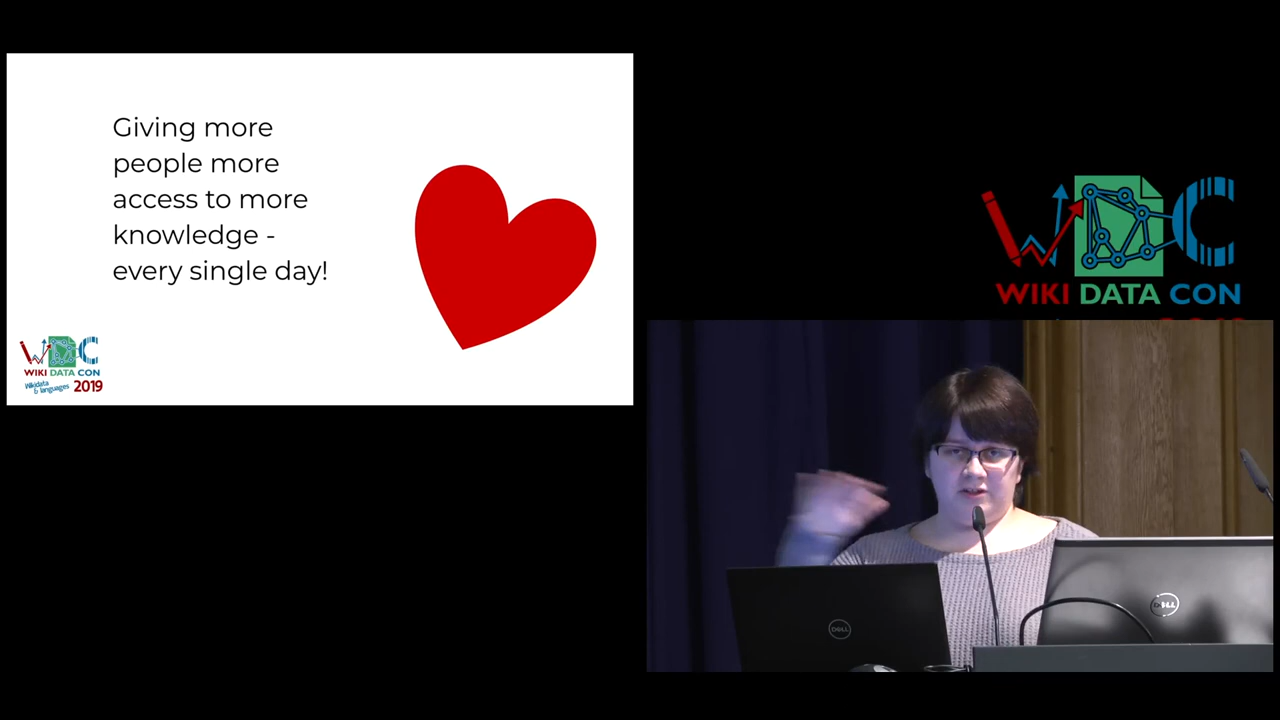 Giving more
people more
access to more
knowledge -
every single day!
WIKI DATA CON
Wikidata
& languages 2019
WIKI DATA CON
DELL
DELL